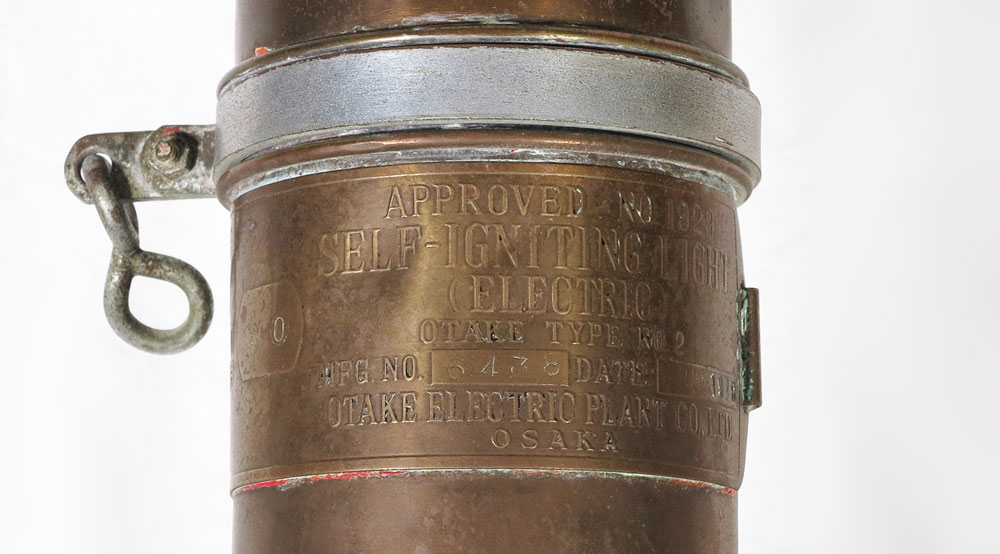 APPROVED NO. 1928
SELF-IGNITING LIGHT
(ELECTRIC)
OTAKE TYPE NO 2
O
MFG. NO. 6438 DATE.
OTAKE ELECTRIC PLANT CO., LTD
OSAKA